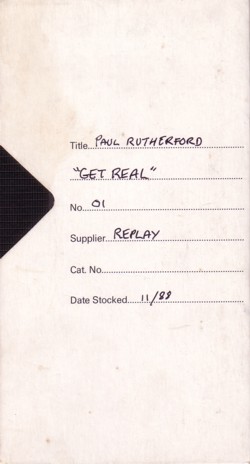 Title PAUL RUTHERFORD
"GET REAL"
No. 01
Supplier REPLAY
Cat. No.
Date Stocked 11/88